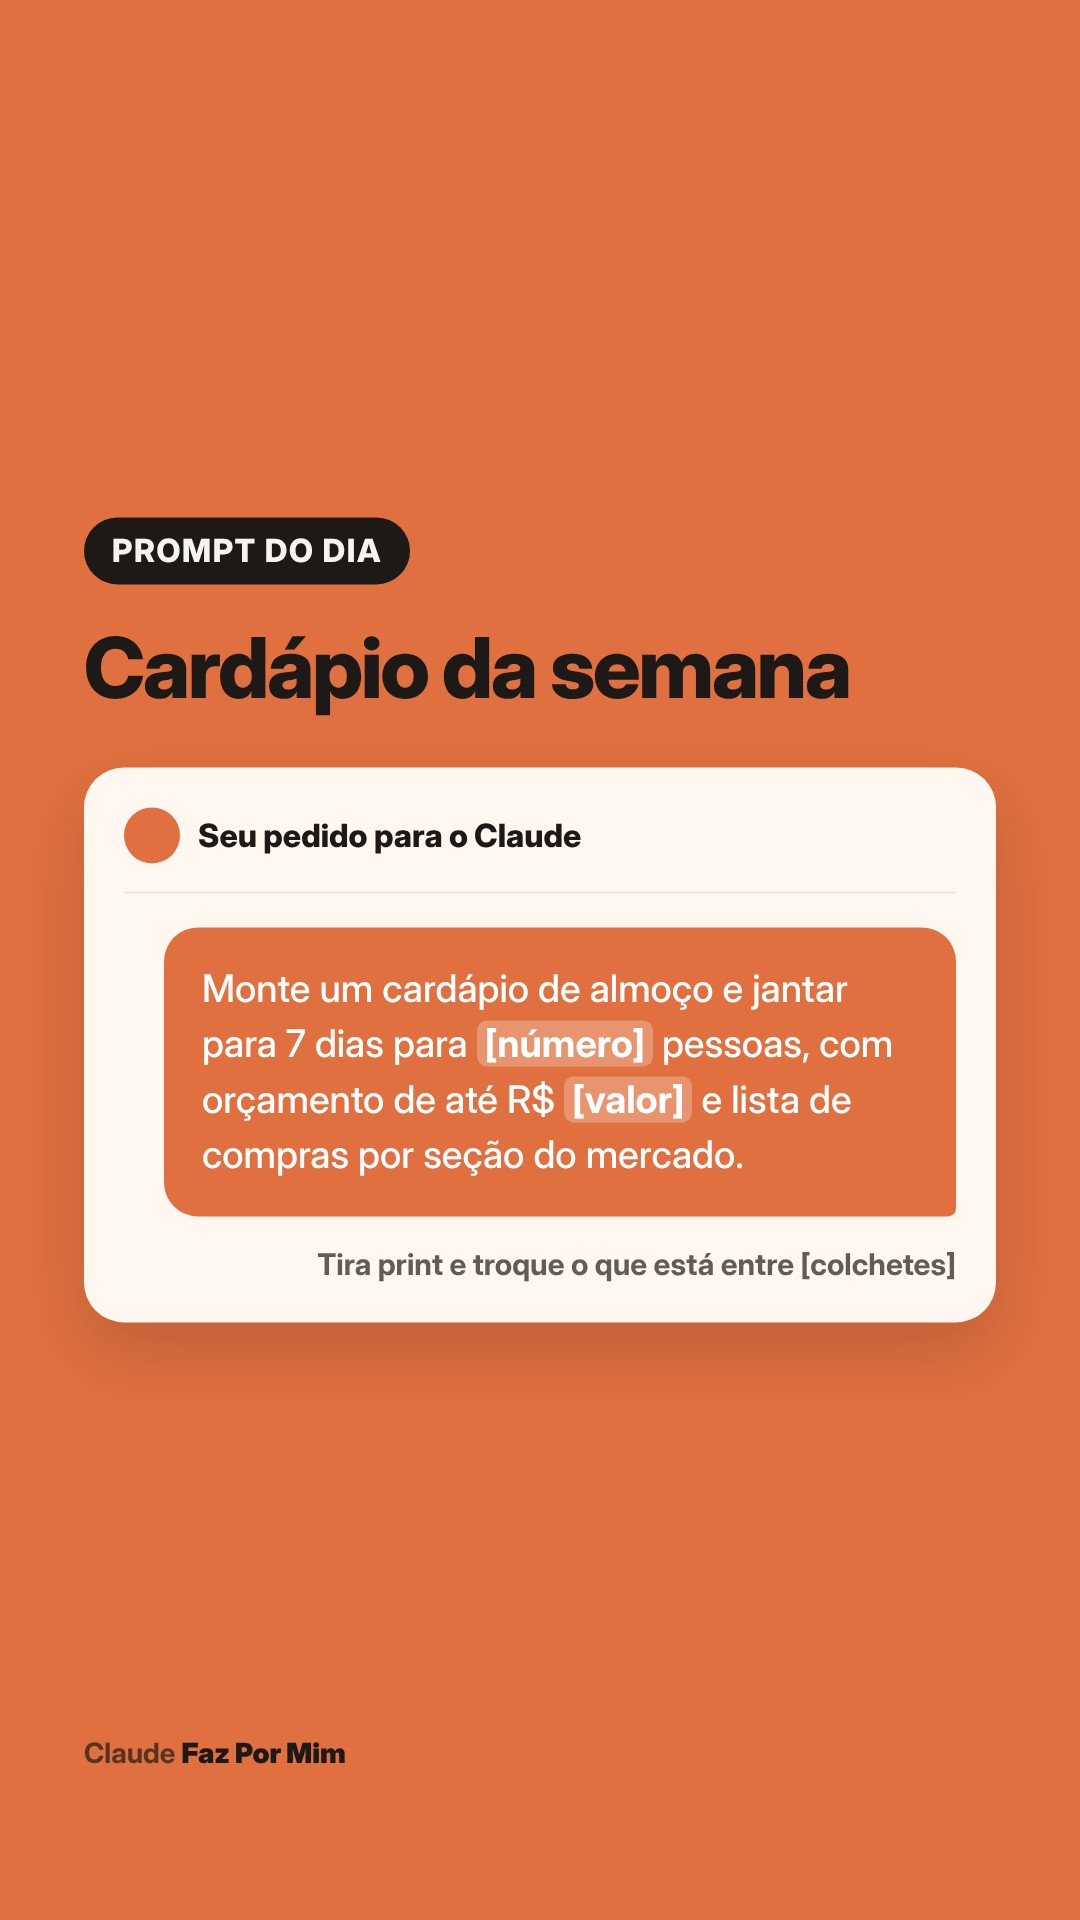 PROMPT DO DIA
Cardápio da semana
Seu pedido para o Claude
Monte um cardápio de almoço e jantar
para 7 dias para [número] pessoas, com
orçamento de até R$ [valor] e lista de
compras por seção do mercado.
Tira print e troque o que está entre [colchetes]
Claude Faz Por Mim